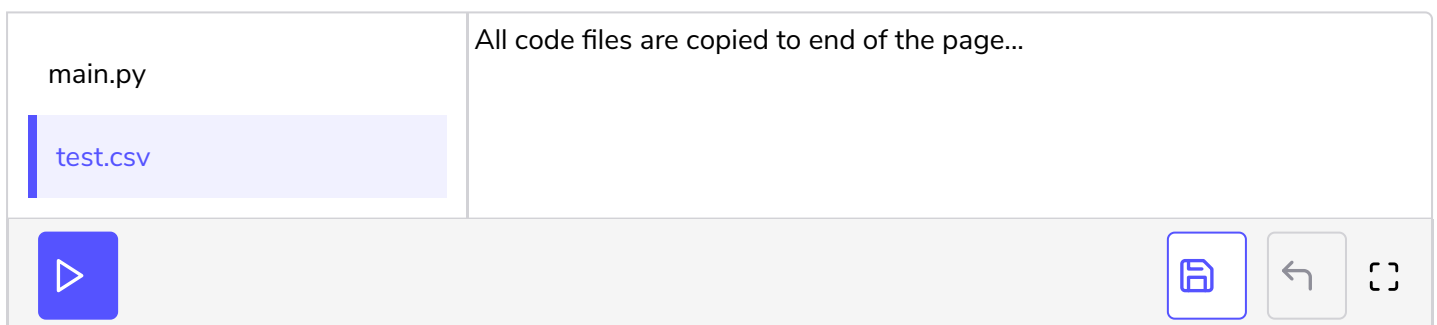 main.py
test.csv
All code files are copied to end of the page...